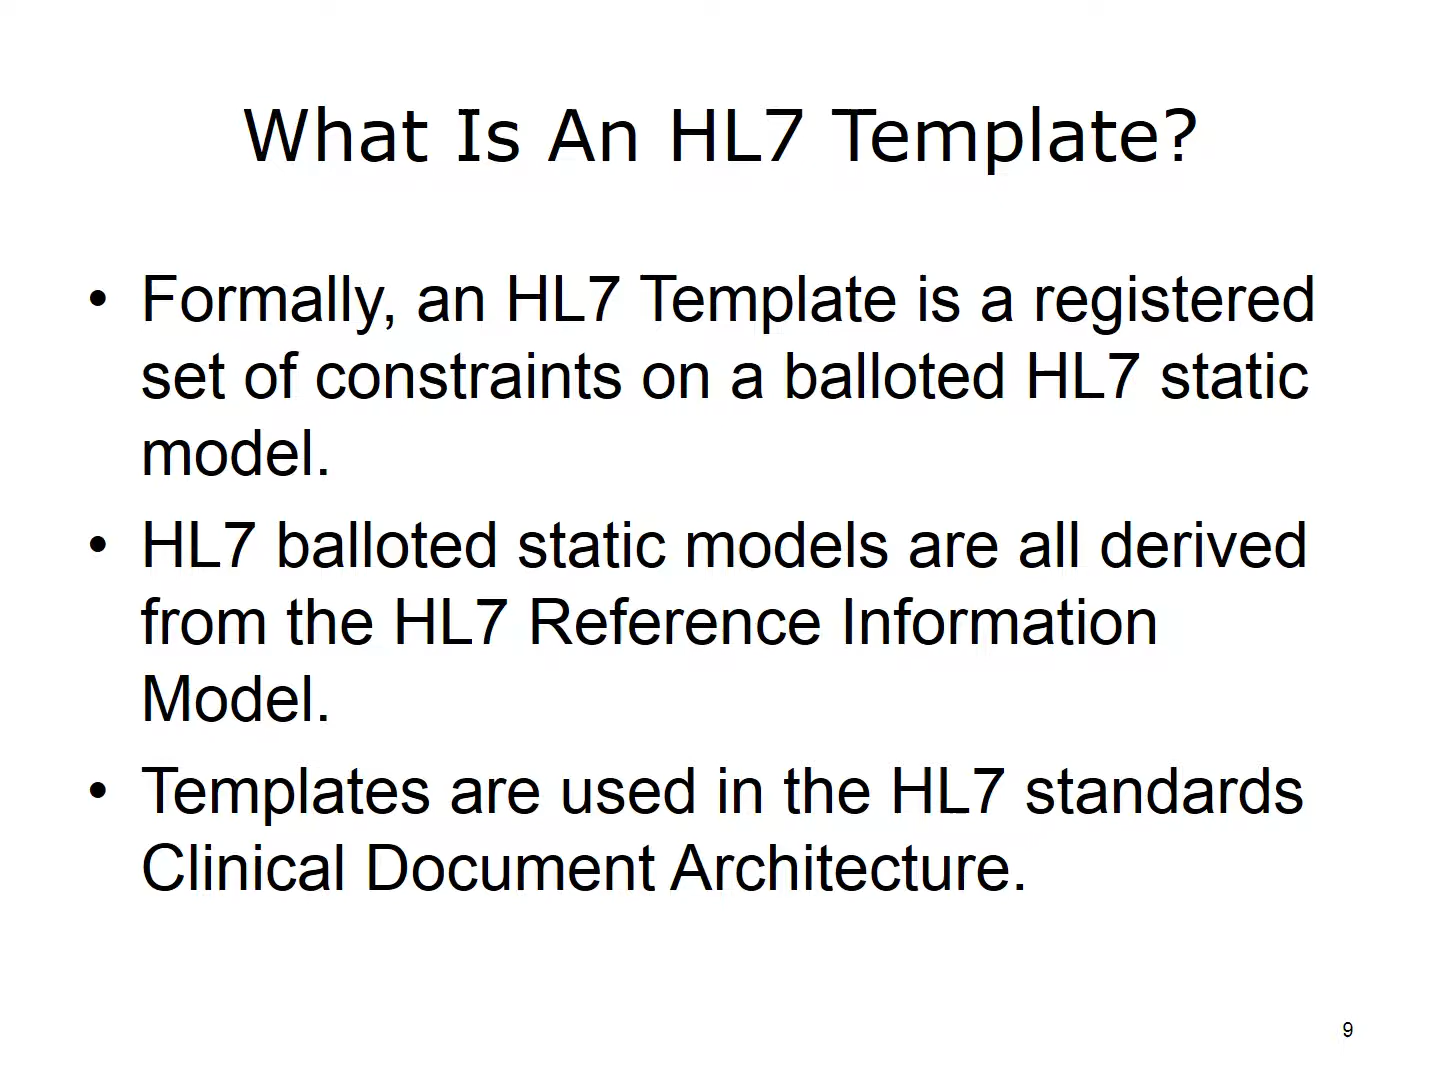 What Is An HL7 Template?
• Formally, an HL7 Template is a registered
set of constraints on a balloted HL7 static
model.
• HL7 balloted static models are all derived
from the HL7 Reference Information
Model.
• Templates are used in the HL7 standards
Clinical Document Architecture.
9